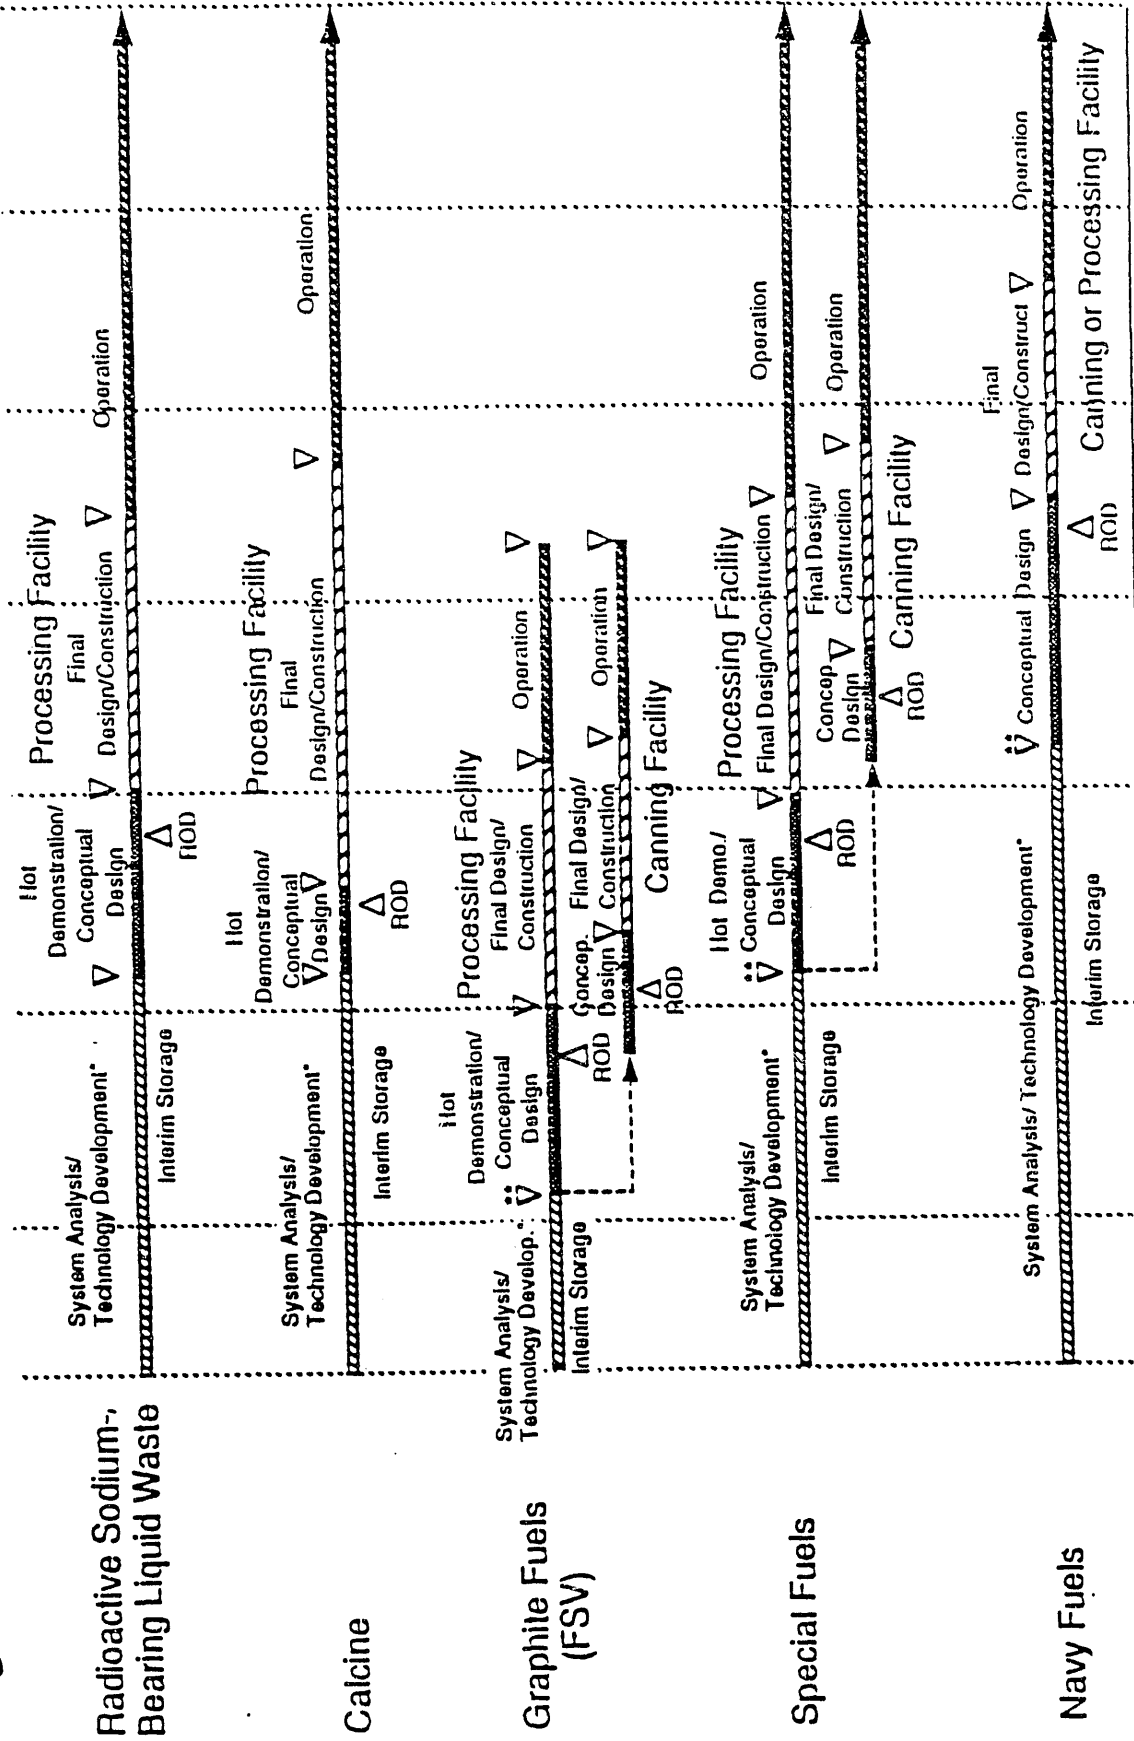 Radioactive Sodium-,
Bearing Liquid Waste
System Analysis/
Technology Development*
Interim Storage
Hot
Demonstration/
Conceptual
Design
ROD
Processing Facility
Final
Design/Construction
Operation
Calcine
System Analysis/
Technology Development*
Interim Storage
Hot
Demonstration/
Conceptual
Design
ROD
Processing Facility
Final
Design/Construction
Operation
Graphite Fuels
(FSV)
System Analysis/
Technology Develop.*
Interim Storage
Hot
Demonstration/
** Conceptual
Design
ROD
Processing Facility
Final Design/
Construction
Operation
Concep.
Design
ROD
Final Design/
Construction
Operation
Canning Facility
Special Fuels
System Analysis/
Technology Development*
Interim Storage
Hot Demo./
** Conceptual
Design
ROD
Processing Facility
Final Design/Construction
Operation
Concep
Design
ROD
Final Design/
Construction
Operation
Canning Facility
Navy Fuels
System Analysis/ Technology Development*
Interim Storage
** Conceptual Design
ROD
Final
Design/Construct
Operation
Canning or Processing Facility